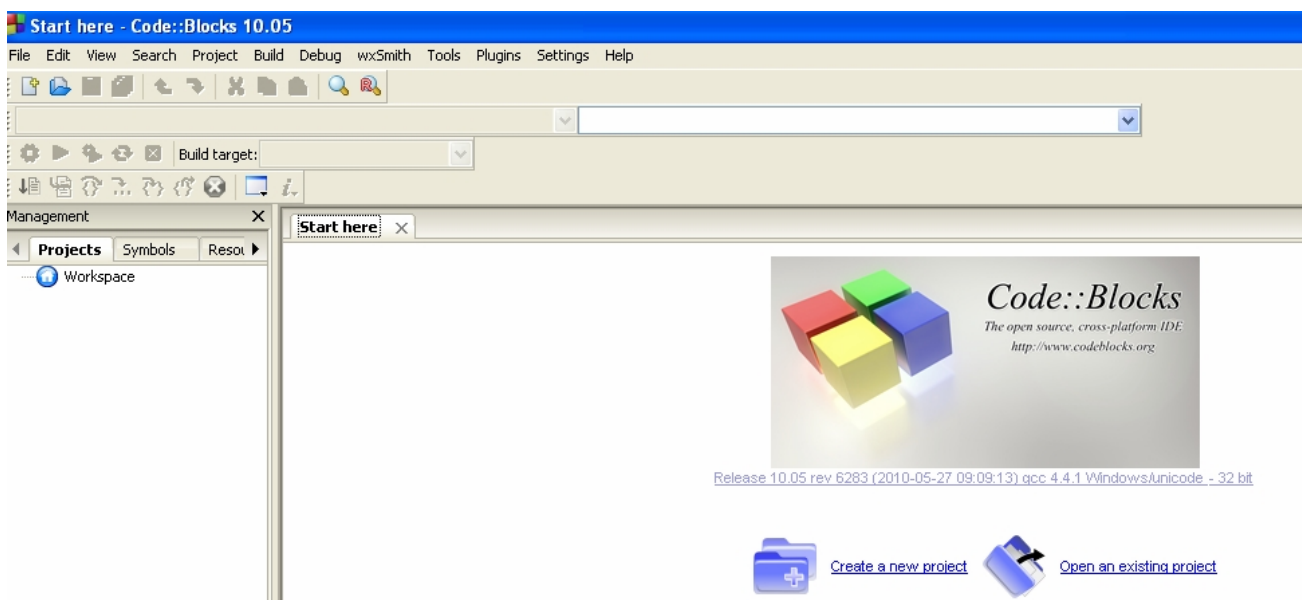 Start here - Code::Blocks 10.05
File Edit View Search Project Build Debug wxSmith Tools Plugins Settings Help
Build target:
Management
Start here
Projects Symbols Resou
Workspace
Code::Blocks
The open source, cross-platform IDE
http://www.codeblocks.org
Release 10.05 rev 6283 (2010-05-27 09:09:13) gcc 4.4.1 Windows/unicode - 32 bit
Create a new project Open an existing project